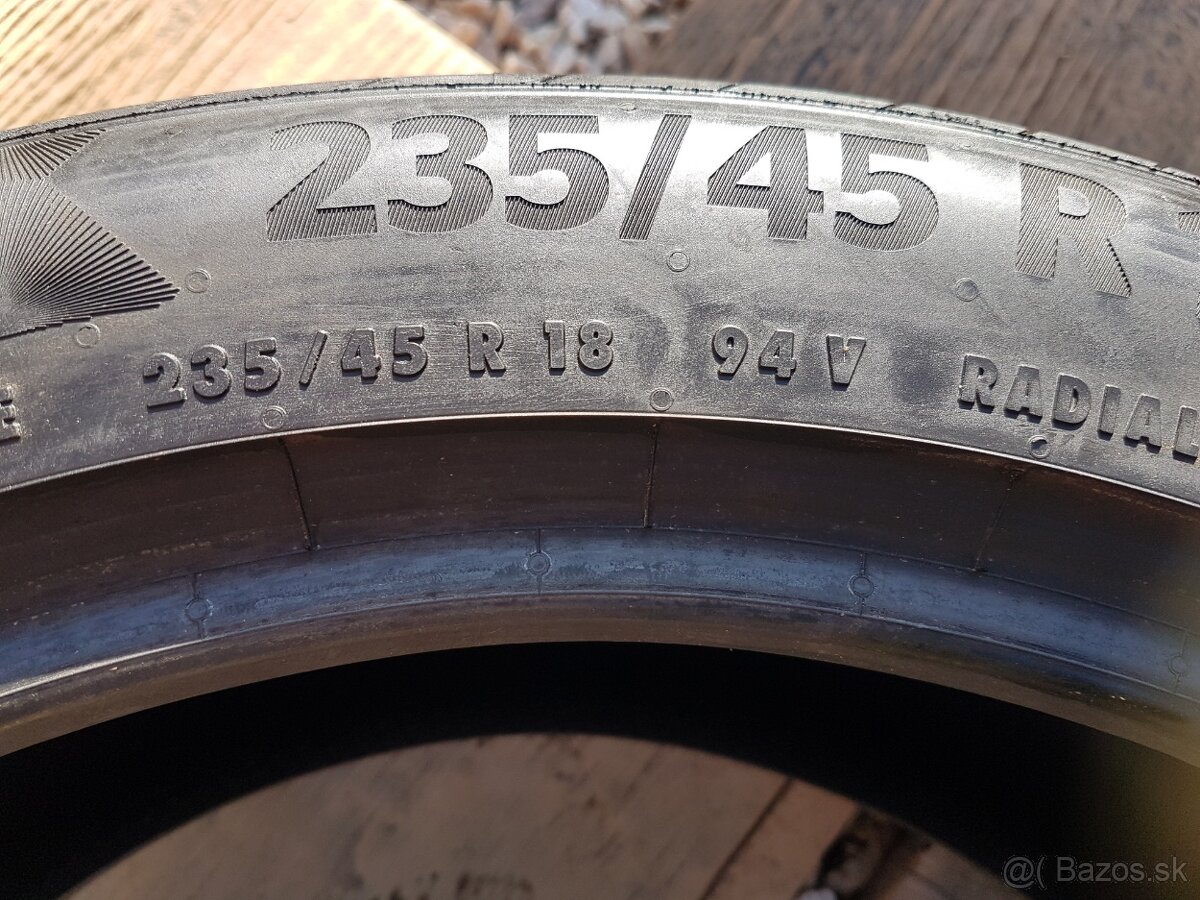 235/45 R
235/45 R 18 94 V RADIAL
@( Bazos.sk